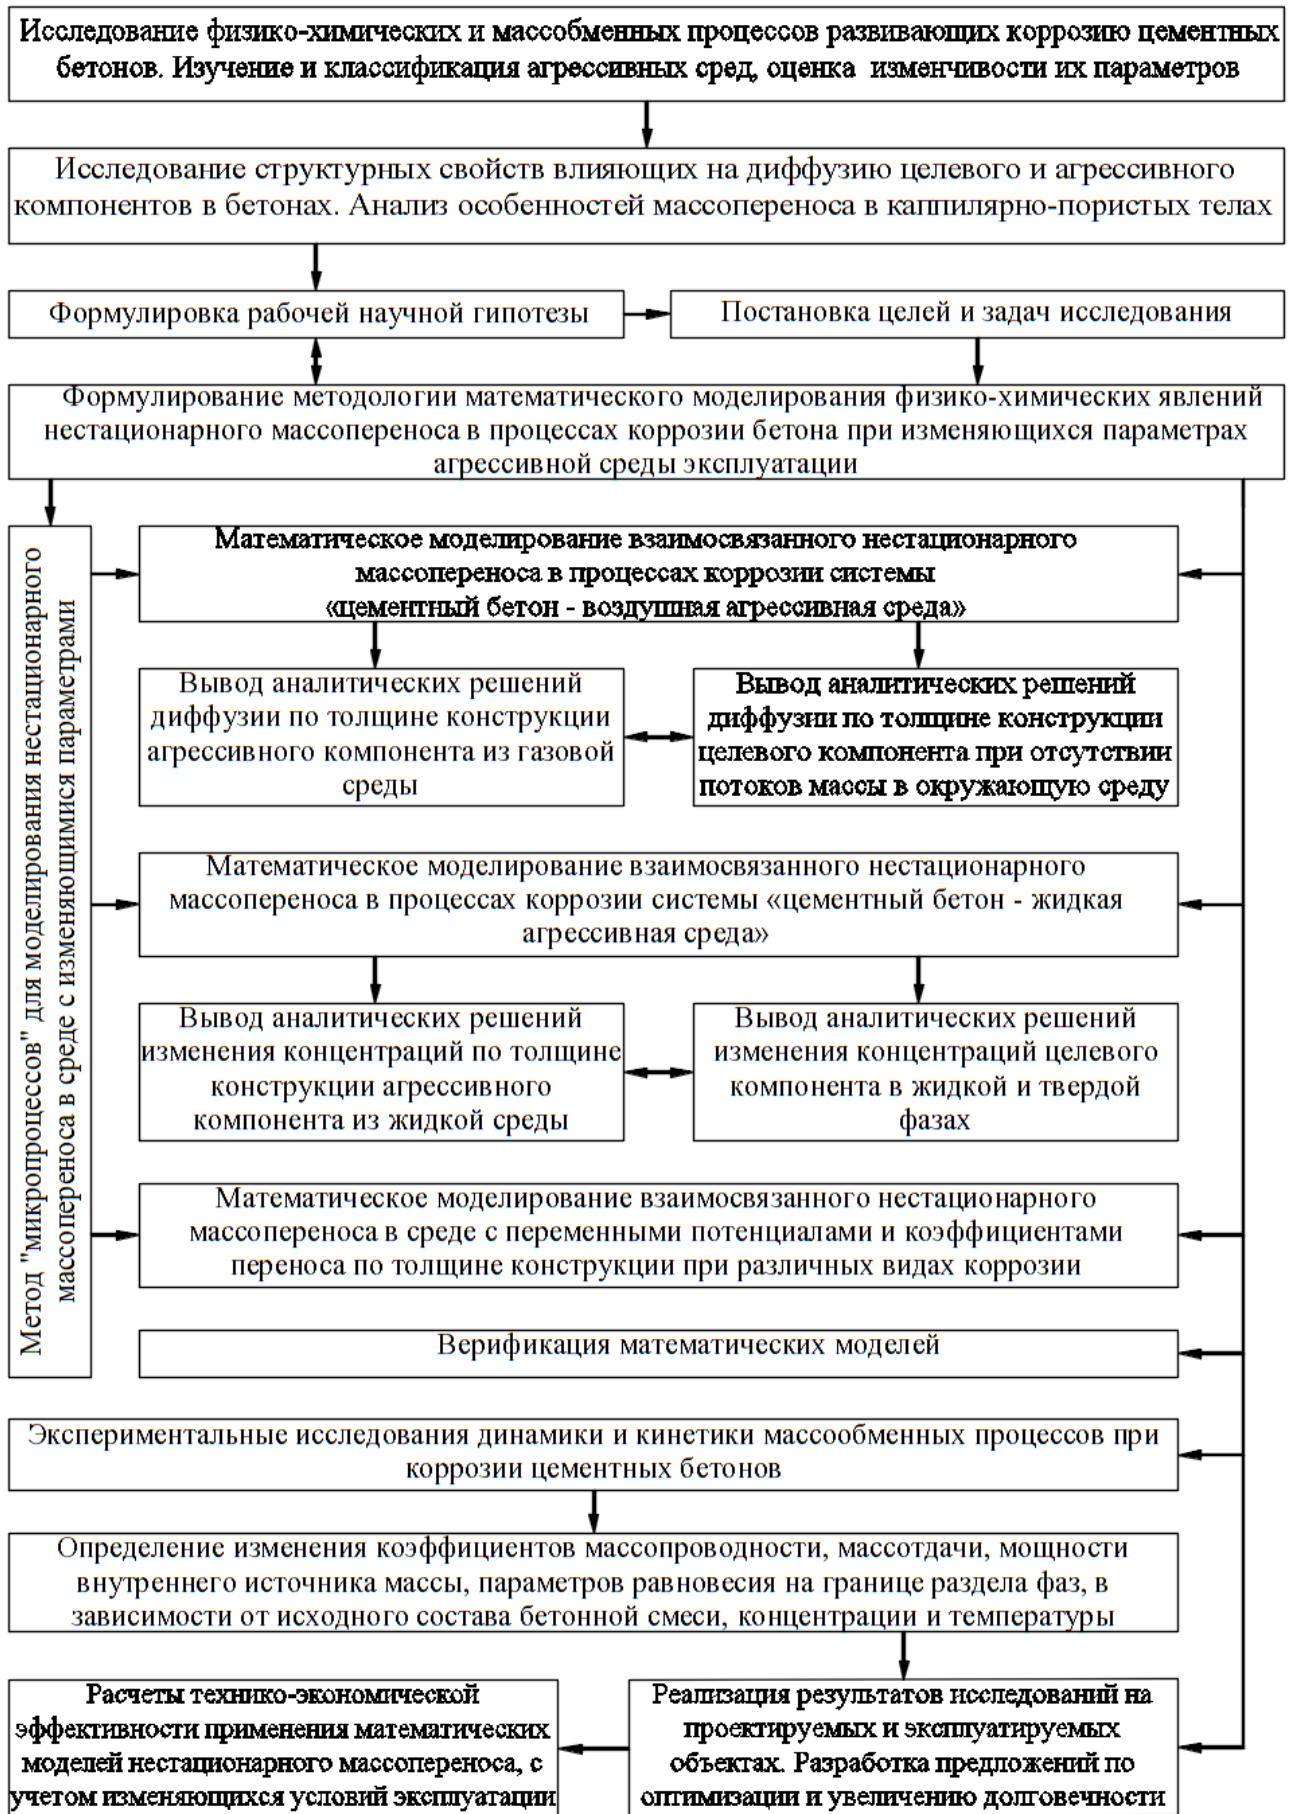 Исследование физико-химических и массобменных процессов развивающих коррозию цементных
бетонов. Изучение и классификация агрессивных сред, оценка изменчивости их параметров
Исследование структурных свойств влияющих на диффузию целевого и агрессивного
компонентов в бетонах. Анализ особенностей массопереноса в каппилярно-пористых телах
Формулировка рабочей научной гипотезы
Постановка целей и задач исследования
Формулирование методологии математического моделирования физико-химических явлений
нестационарного массопереноса в процессах коррозии бетона при изменяющихся параметрах
агрессивной среды эксплуатации
Метод "микропроцессов" для моделирования нестационарного
массопереноса в среде с изменяющимися параметрами
Математическое моделирование взаимосвязанного нестационарного
массопереноса в процессах коррозии системы
«цементный бетон - воздушная агрессивная среда»
Вывод аналитических решений
диффузии по толщине конструкции
агрессивного компонента из газовой
среды
Вывод аналитических решений
диффузии по толщине конструкции
целевого компонента при отсутствии
потоков массы в окружающую среду
Математическое моделирование взаимосвязанного нестационарного
массопереноса в процессах коррозии системы «цементный бетон - жидкая
агрессивная среда»
Вывод аналитических решений
изменения концентраций по толщине
конструкции агрессивного
компонента из жидкой среды
Вывод аналитических решений
изменения концентраций целевого
компонента в жидкой и твердой
фазах
Математическое моделирование взаимосвязанного нестационарного
массопереноса в среде с переменными потенциалами и коэффициентами
переноса по толщине конструкции при различных видах коррозии
Верификация математических моделей
Экспериментальные исследования динамики и кинетики массообменных процессов при
коррозии цементных бетонов
Определение изменения коэффициентов массопроводности, массотдачи, мощности
внутреннего источника массы, параметров равновесия на границе раздела фаз, в
зависимости от исходного состава бетонной смеси, концентрации и температуры
Расчеты технико-экономической
эффективности применения математических
моделей нестационарного массопереноса, с
учетом изменяющихся условий эксплуатации
Реализация результатов исследований на
проектируемых и эксплуатируемых
объектах. Разработка предложений по
оптимизации и увеличению долговечности